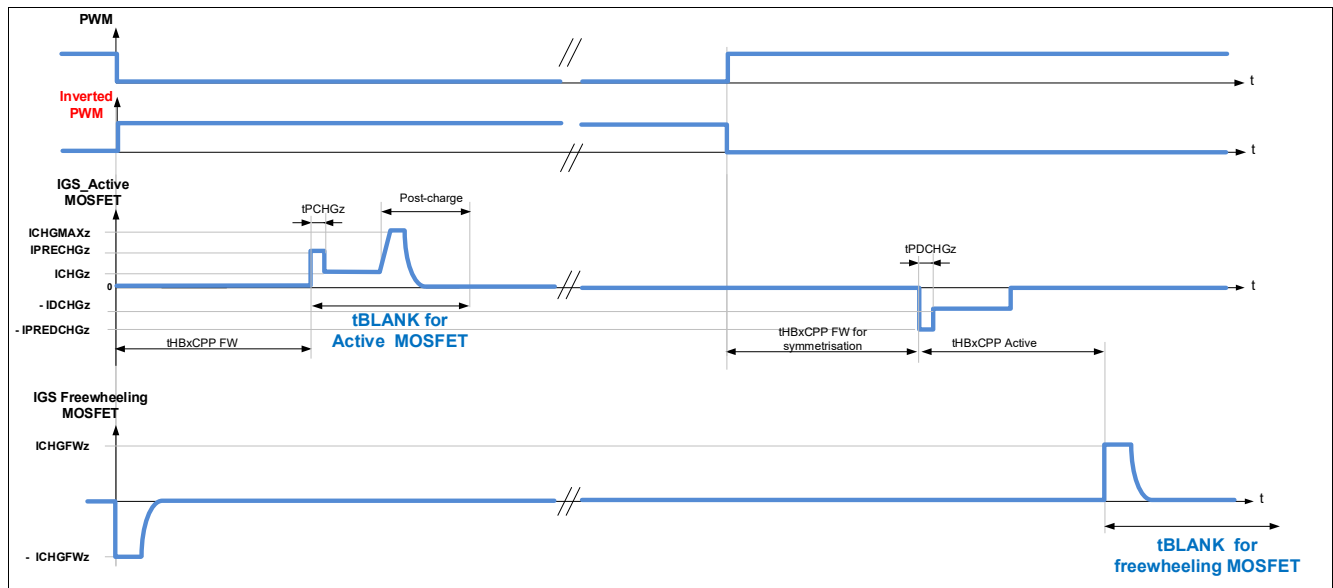 PWM
t
Inverted
PWM
t
IGS_Active
MOSFET
tPCHGz
Post-charge
ICHGMAXz
IPRECHGz
ICHGz
0
t
tPDCHGz
- IDCHGz
- IPREDCHGz
tBLANK for
Active MOSFET
tHBxCPP FW
tHBxCPP FW for
symmetrisation
tHBxCPP Active
IGS Freewheeling
MOSFET
ICHGFWz
t
- ICHGFWz
tBLANK for
freewheeling MOSFET